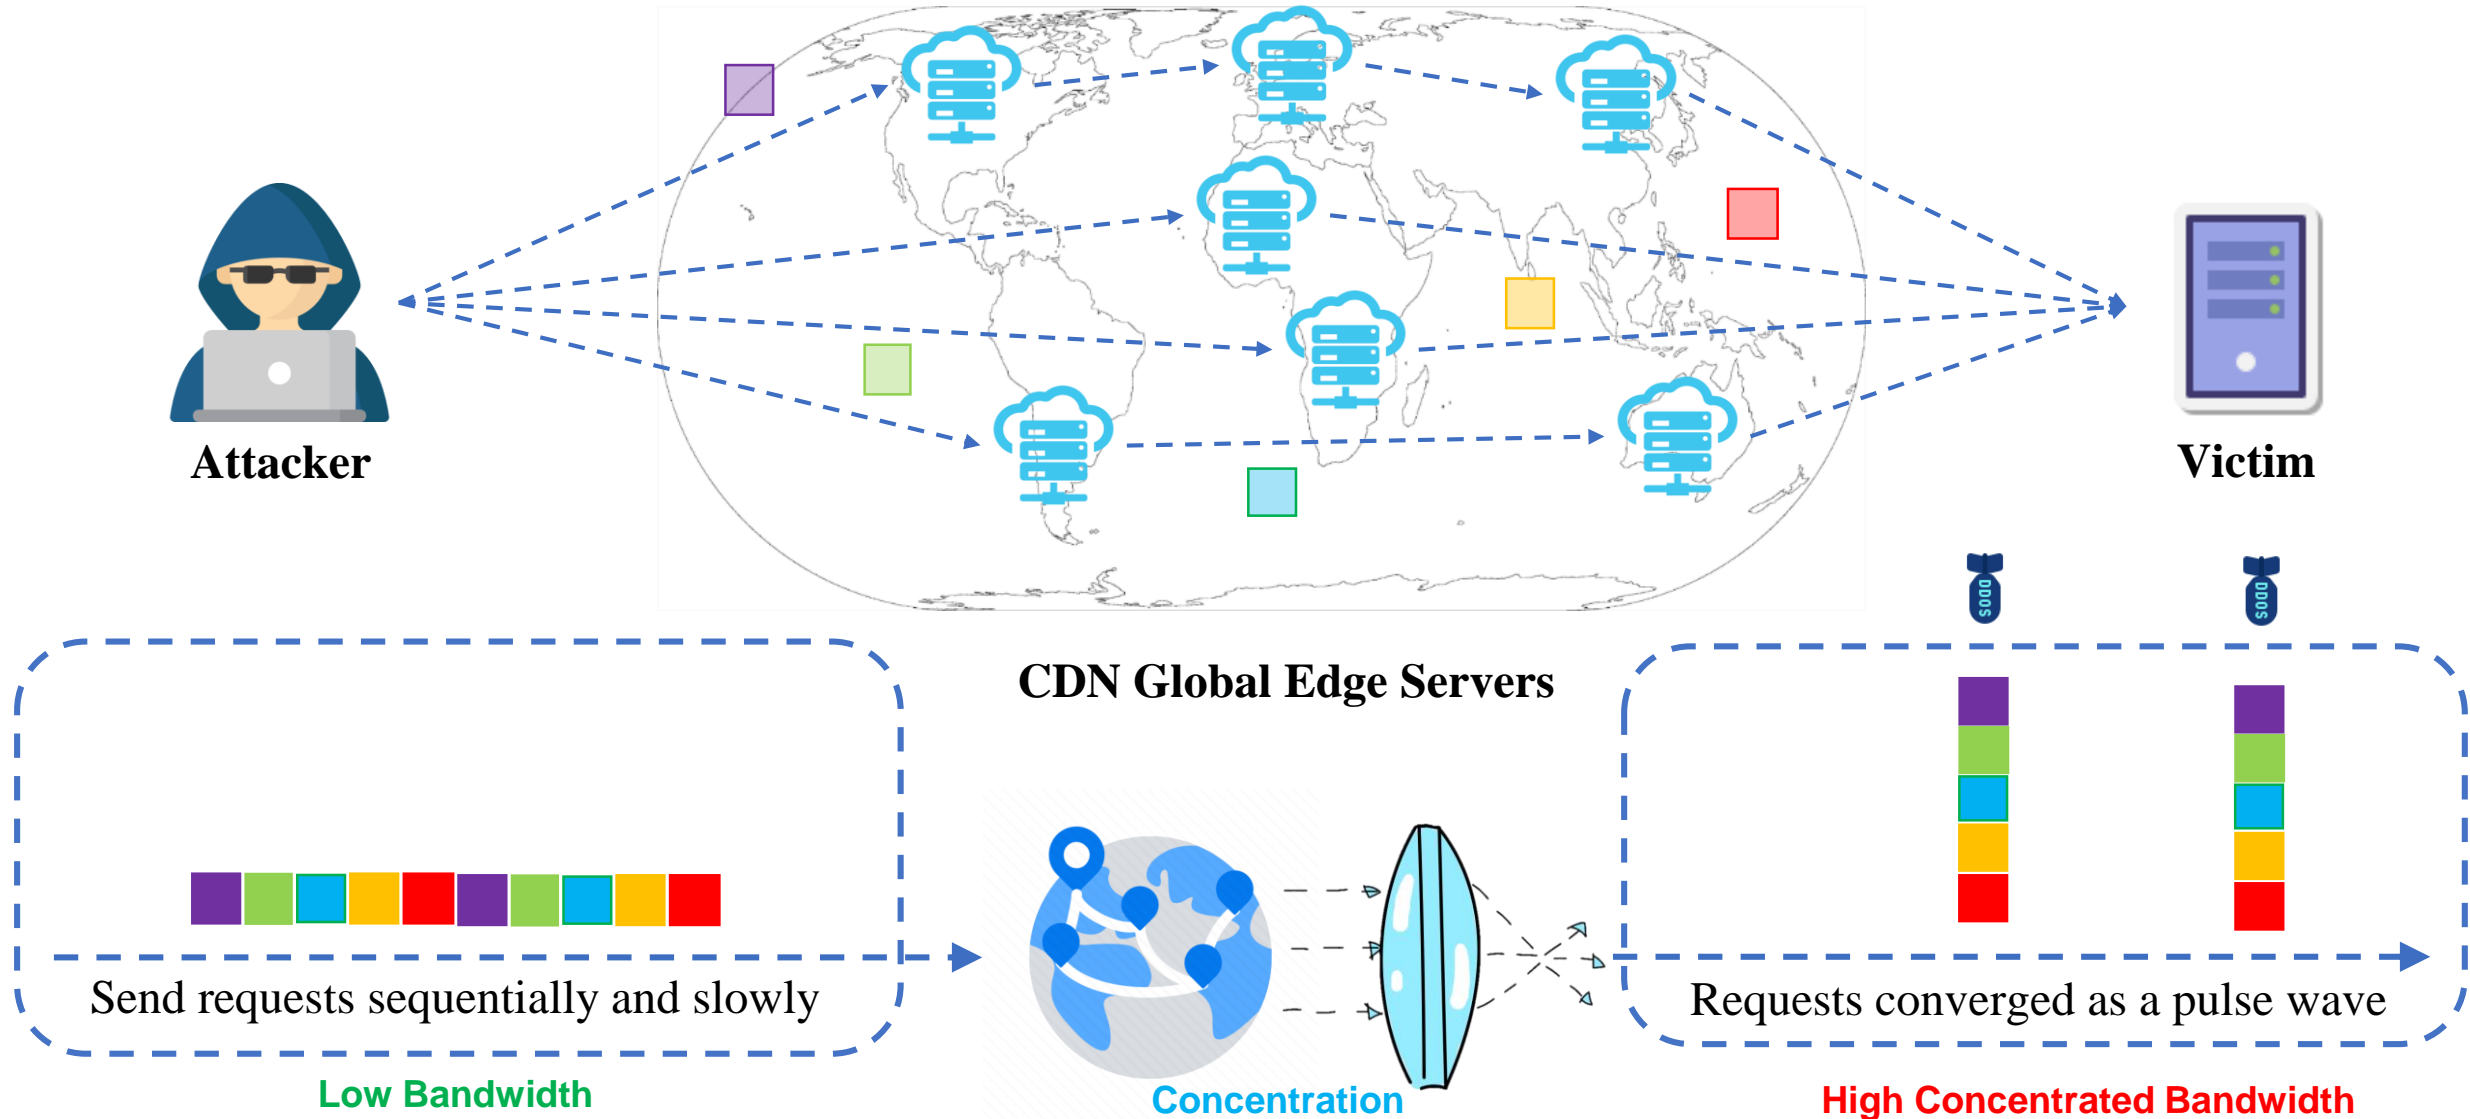 Attacker
Victim
DDOS
DDOS
CDN Global Edge Servers
Send requests sequentially and slowly
Requests converged as a pulse wave
Low Bandwidth
Concentration
High Concentrated Bandwidth